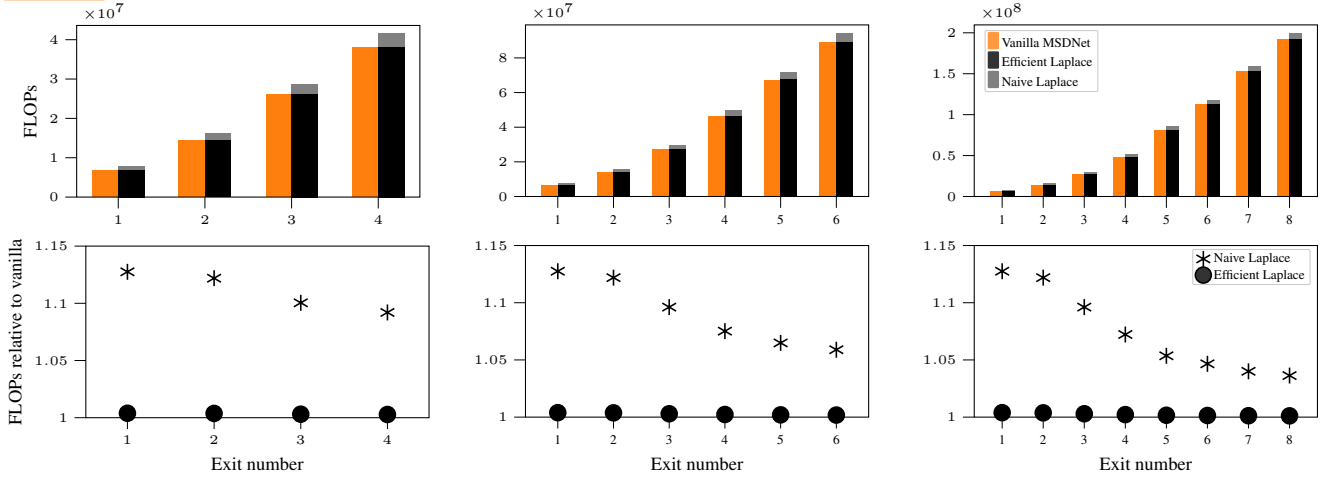 ×10^7
FLOPs
4
3
2
1
0
1 2 3 4
×10^7
8
6
4
2
0
1 2 3 4 5 6
×10^8
2
1.5
1
0.5
0
Vanilla MSDNet
Efficient Laplace
Naive Laplace
1 2 3 4 5 6 7 8
FLOPs relative to vanilla
1.15
1.1
1.05
1
1 2 3 4
Exit number
1.15
1.1
1.05
1
1 2 3 4 5 6
Exit number
1.15
1.1
1.05
1
Naive Laplace
Efficient Laplace
1 2 3 4 5 6 7 8
Exit number